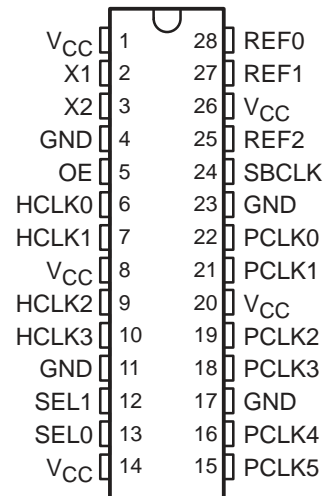 VCC 1 28 REF0
X1 2 27 REF1
X2 3 26 VCC
GND 4 25 REF2
OE 5 24 SBCLK
HCLK0 6 23 GND
HCLK1 7 22 PCLK0
VCC 8 21 PCLK1
HCLK2 9 20 VCC
HCLK3 10 19 PCLK2
GND 11 18 PCLK3
SEL1 12 17 GND
SEL0 13 16 PCLK4
VCC 14 15 PCLK5